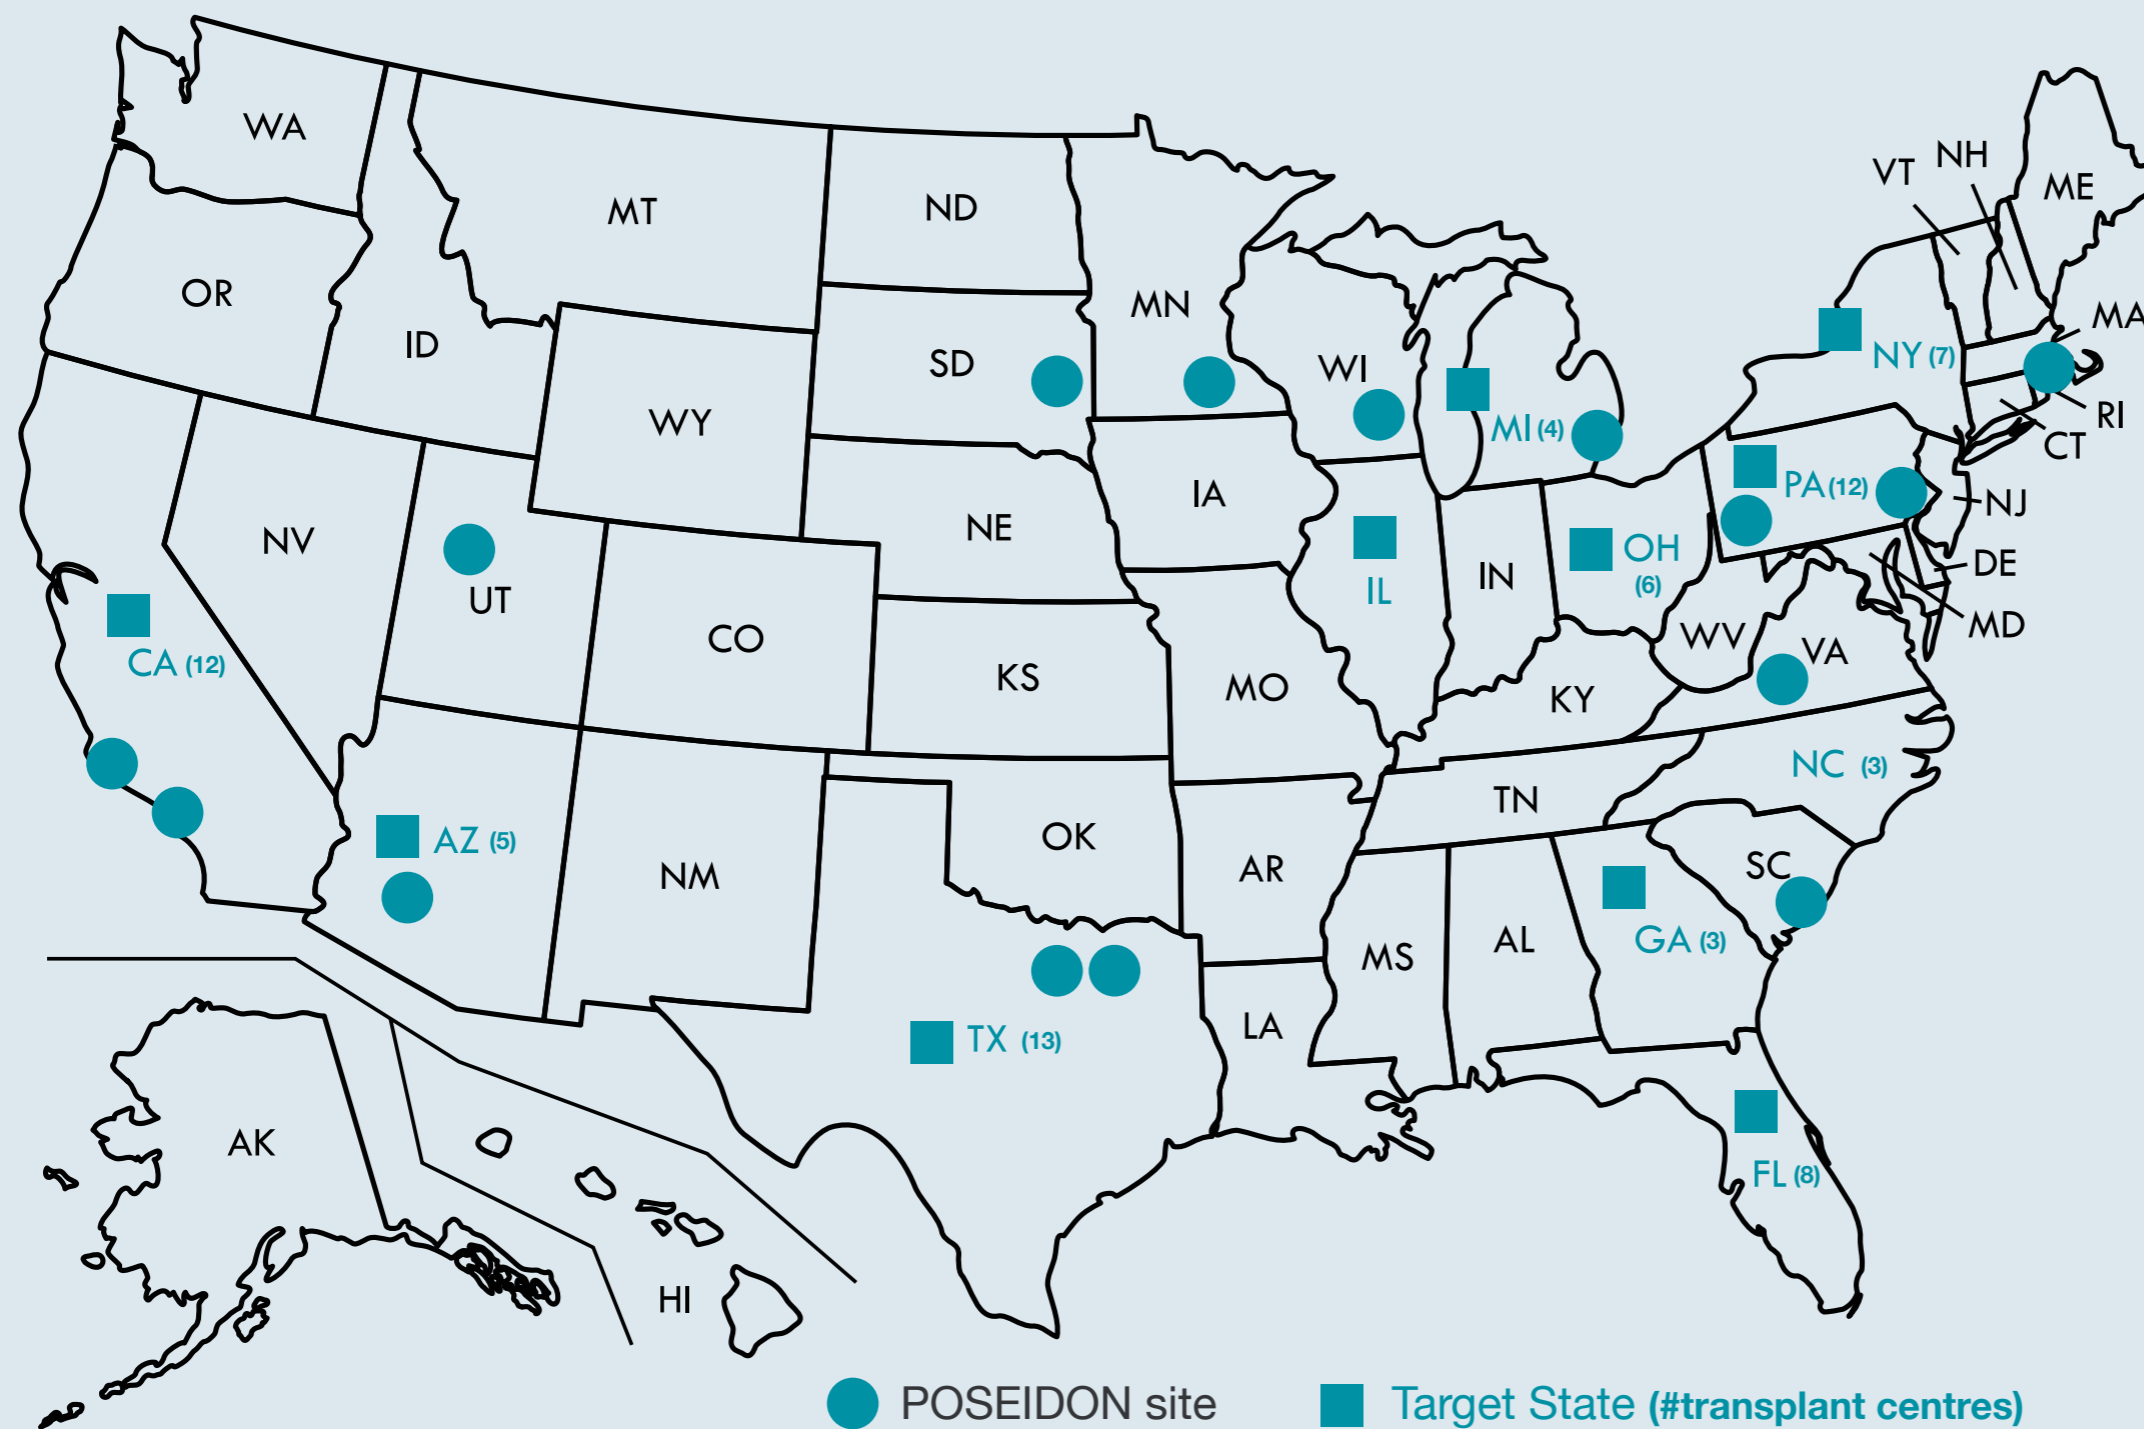 WA
MT
ND
VT
NH
ME
OR
ID
MN
MA
SD
WI
NY (7)
WY
MI (4)
RI
CT
IA
PA (12)
NJ
NV
NE
UT
IL
IN
OH
(6)
DE
CA (12)
CO
KS
MO
WV
VA
MD
KY
NC (3)
TN
AZ (5)
NM
OK
AR
SC
MS
AL
GA (3)
TX (13)
LA
AK
FL (8)
HI
POSEIDON site
Target State (#transplant centres)